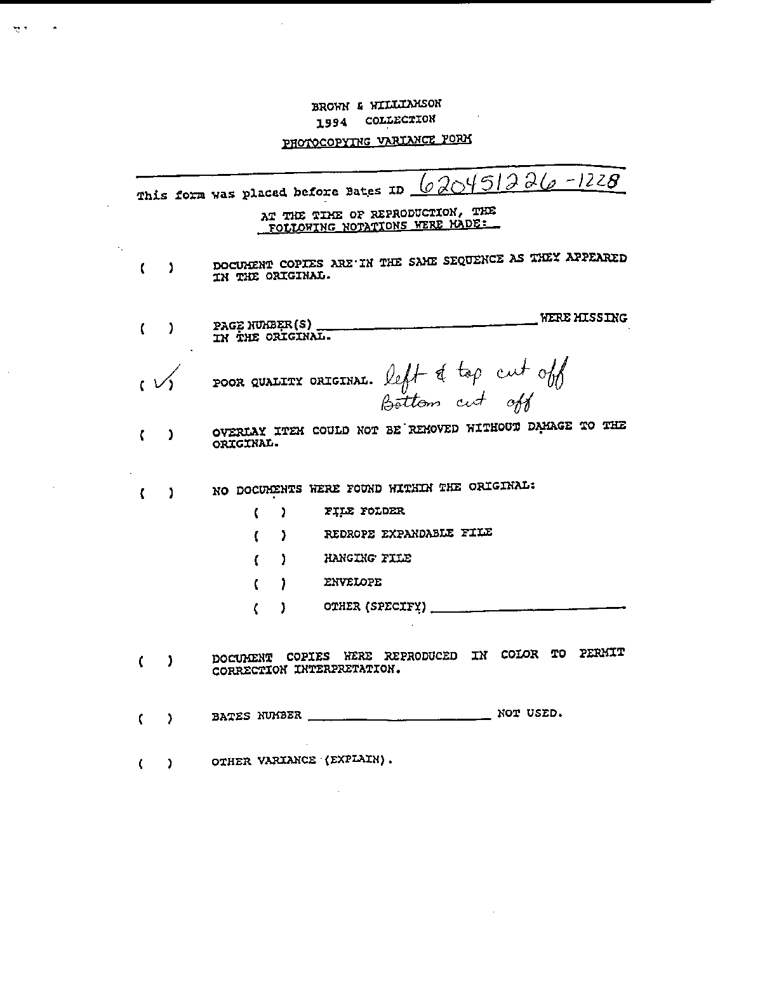 BROWN & WILLIAMSON
1994 COLLECTION
PHOTOCOPYING VARIANCE FORM
This form was placed before Bates ID 620451226-1228
AT THE TIME OF REPRODUCTION, THE
FOLLOWING NOTATIONS WERE MADE:
( ) DOCUMENT COPIES ARE IN THE SAME SEQUENCE AS THEY APPEARED
IN THE ORIGINAL.
( ) PAGE NUMBER(S) ______________________ WERE MISSING
IN THE ORIGINAL.
(✓) POOR QUALITY ORIGINAL. left & top cut off
Bottom cut off
( ) OVERLAY ITEM COULD NOT BE REMOVED WITHOUT DAMAGE TO THE
ORIGINAL.
( ) NO DOCUMENTS WERE FOUND WITHIN THE ORIGINAL:
( ) FILE FOLDER
( ) REDROPE EXPANDABLE FILE
( ) HANGING FILE
( ) ENVELOPE
( ) OTHER (SPECIFY) ______________________
( ) DOCUMENT COPIES WERE REPRODUCED IN COLOR TO PERMIT
CORRECTION INTERPRETATION.
( ) BATES NUMBER ______________________ NOT USED.
( ) OTHER VARIANCE (EXPLAIN).